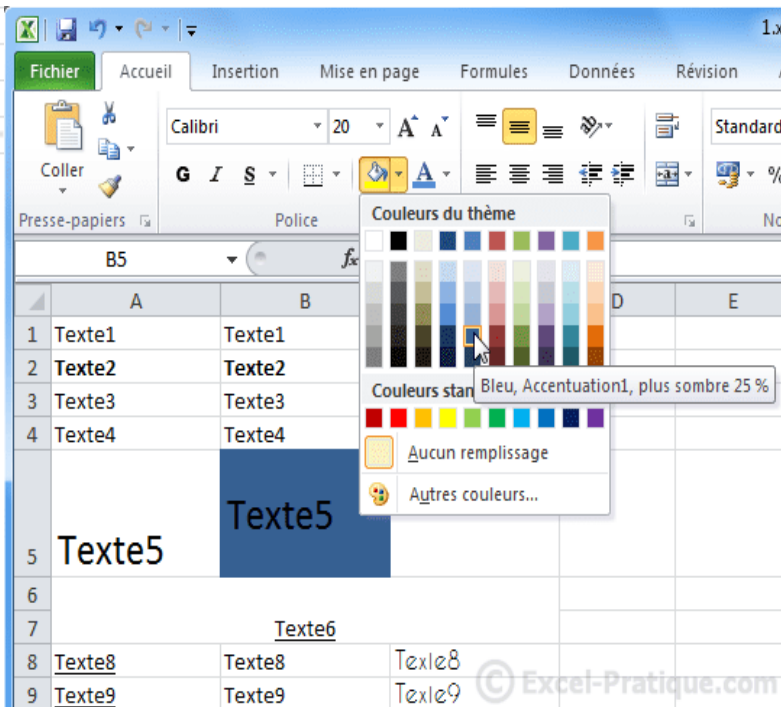 1.x
Fichier Accueil Insertion Mise en page Formules Données Révision
Calibri 20 A A Standard
Coller G I S A a %
Presse-papiers Police No
Couleurs du thème
B5 fx
A B D E
1 Texte1 Texte1
2 Texte2 Texte2
Bleu, Accentuation1, plus sombre 25 %
Couleurs stan
3 Texte3 Texte3
4 Texte4 Texte4
Aucun remplissage
Autres couleurs...
5 Texte5 Texte5
6
7 Texte6
8 Texte8 Texte8 Texte8
9 Texte9 Texte9 Texte9
© Excel-Pratique.com